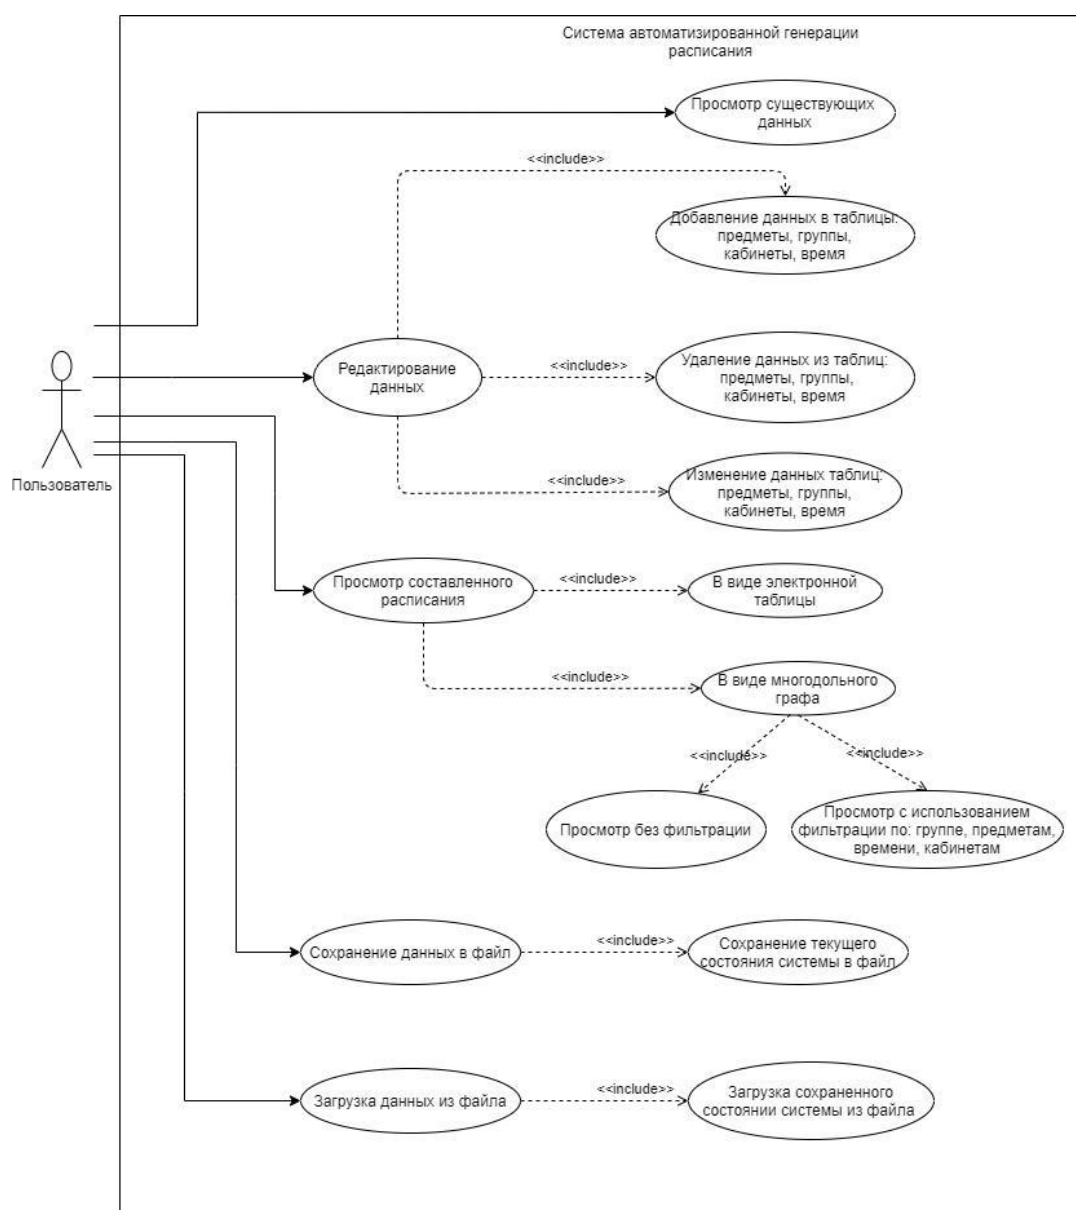 Система автоматизированной генерации
расписания
Просмотр существующих
данных
<<include>>
Добавление данных в таблицы:
предметы, группы,
кабинеты, время
Редактирование
данных
<<include>>
Удаление данных из таблиц:
предметы, группы,
кабинеты, время
Пользователь
<<include>>
Изменение данных таблиц:
предметы, группы,
кабинеты, время
Просмотр составленного
расписания
<<include>>
В виде электронной
таблицы
<<include>>
В виде многодольного
графа
<<include>>
<<include>>
Просмотр без фильтрации
Просмотр с использованием
фильтрации по: группе, предметам,
времени, кабинетам
Сохранение данных в файл
<<include>>
Сохранение текущего
состояния системы в файл
Загрузка данных из файла
<<include>>
Загрузка сохраненного
состоянии системы из файла